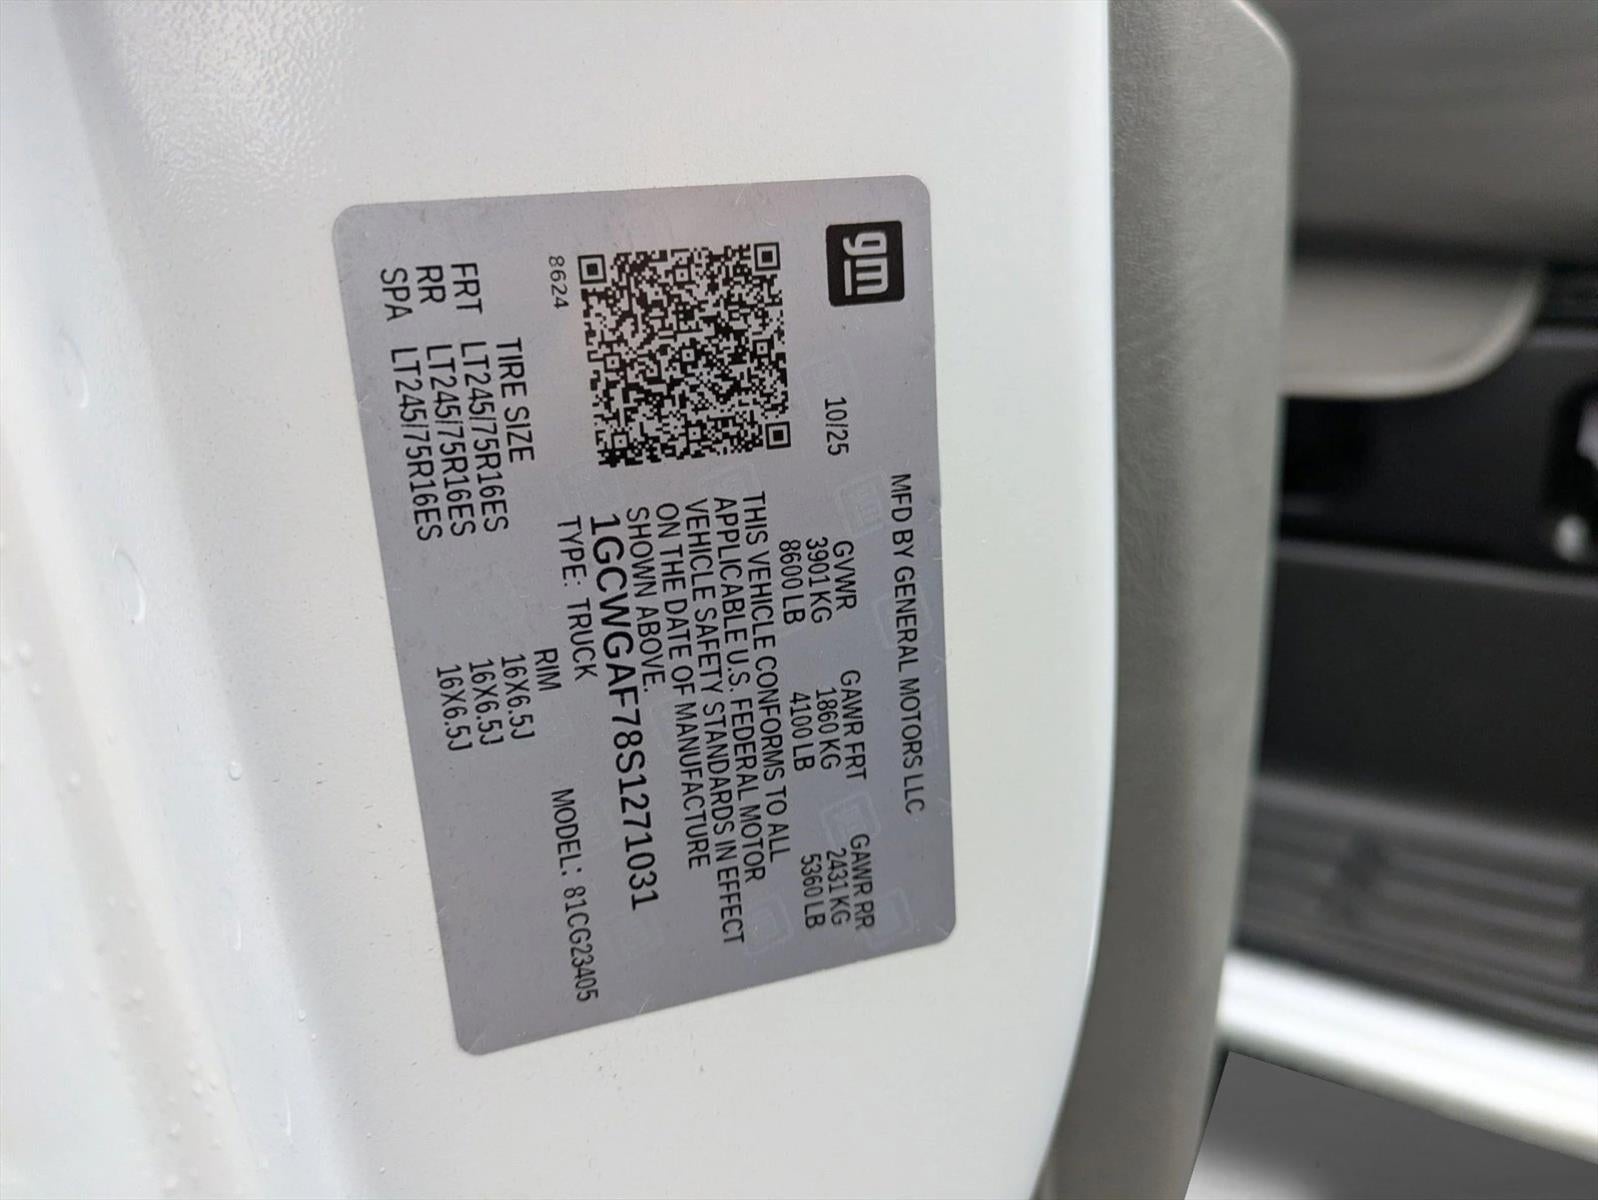 gm
MFD BY GENERAL MOTORS LLC
10/25
GVWR GAWR FRT GAWR RR
3901 KG 1860 KG 2431 KG
8600 LB 4100 LB 5360 LB
THIS VEHICLE CONFORMS TO ALL
APPLICABLE U.S. FEDERAL MOTOR
VEHICLE SAFETY STANDARDS IN EFFECT
ON THE DATE OF MANUFACTURE
SHOWN ABOVE.
1GCWGAF78S1271031
TYPE: TRUCK MODEL: 81CG23405
8624
TIRE SIZE RIM
FRT LT245/75R16ES 16X6.5J
RR LT245/75R16ES 16X6.5J
SPA LT245/75R16ES 16X6.5J